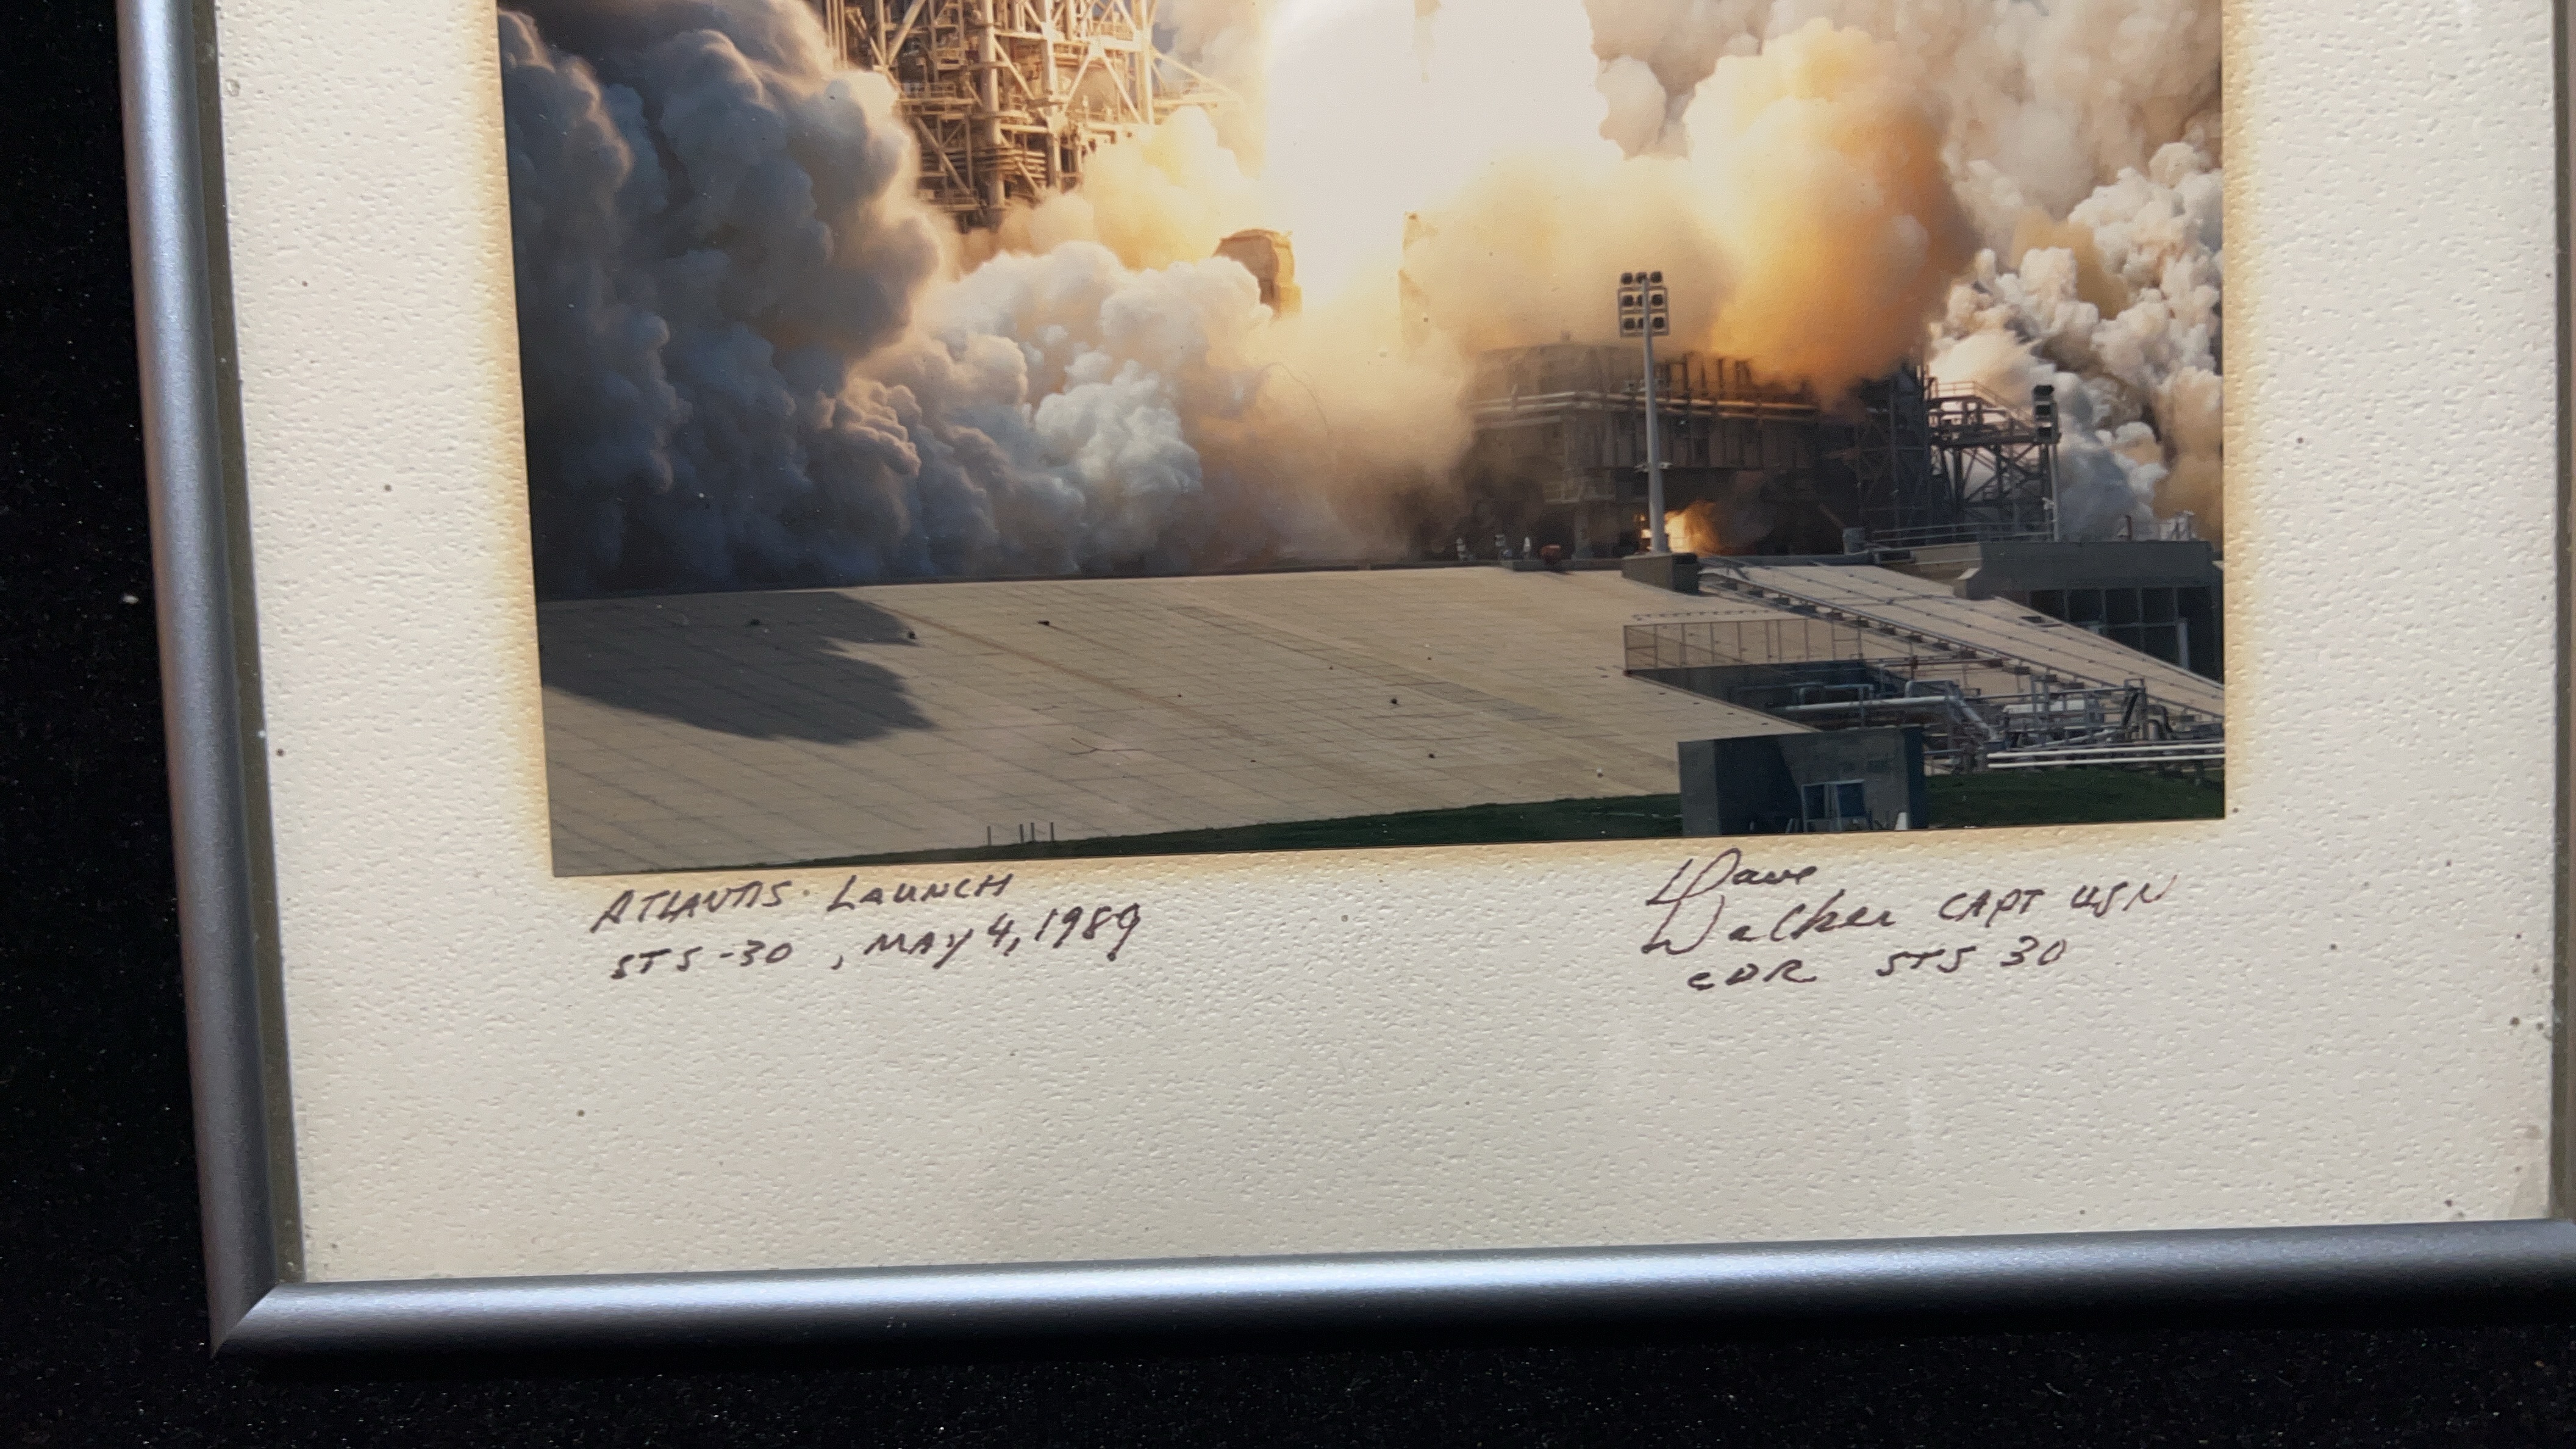 ATLANTIS LAUNCH
STS-30, MAY 4, 1989
Dave
Walker CAPT USN
CDR STS 30